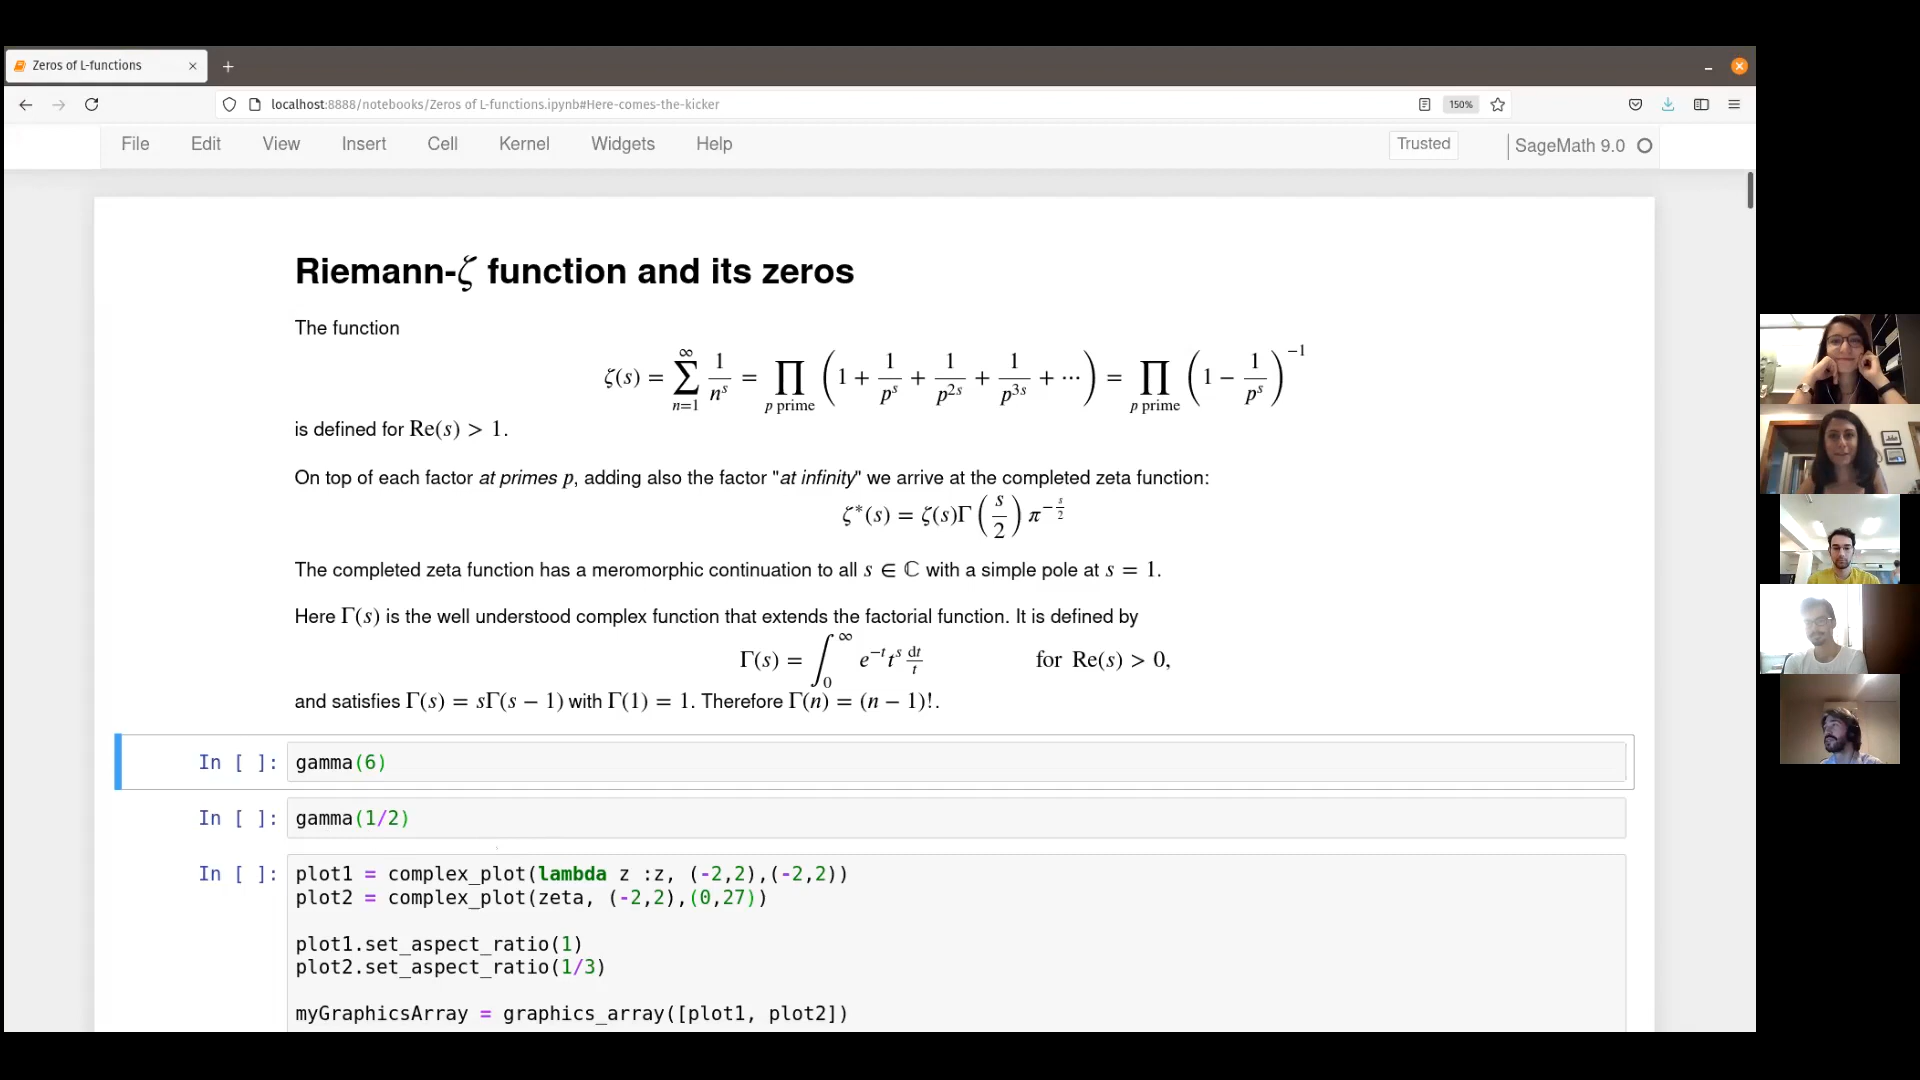 Zeros of L-functions
localhost:8888/notebooks/Zeros of L-functions.ipynb#Here-comes-the-kicker
150%
File Edit View Insert Cell Kernel Widgets Help
Trusted
SageMath 9.0
Riemann-ζ function and its zeros
The function
ζ(s) = ∑_{n=1}^{∞} 1/n^s = ∏_{p prime} (1 + 1/p^s + 1/p^{2s} + 1/p^{3s} + ⋯) = ∏_{p prime} (1 − 1/p^s)^{−1}
is defined for Re(s) > 1.
On top of each factor at primes p, adding also the factor "at infinity" we arrive at the completed zeta function:
ζ*(s) = ζ(s)Γ(s/2) π^{−s/2}
The completed zeta function has a meromorphic continuation to all s ∈ ℂ with a simple pole at s = 1.
Here Γ(s) is the well understood complex function that extends the factorial function. It is defined by
Γ(s) = ∫_0^∞ e^{−t} t^s dt/t for Re(s) > 0,
and satisfies Γ(s) = sΓ(s − 1) with Γ(1) = 1. Therefore Γ(n) = (n − 1)!.
In [ ]: gamma(6)
In [ ]: gamma(1/2)
In [ ]: plot1 = complex_plot(lambda z :z, (-2,2),(-2,2))
plot2 = complex_plot(zeta, (-2,2),(0,27))
plot1.set_aspect_ratio(1)
plot2.set_aspect_ratio(1/3)
myGraphicsArray = graphics_array([plot1, plot2])